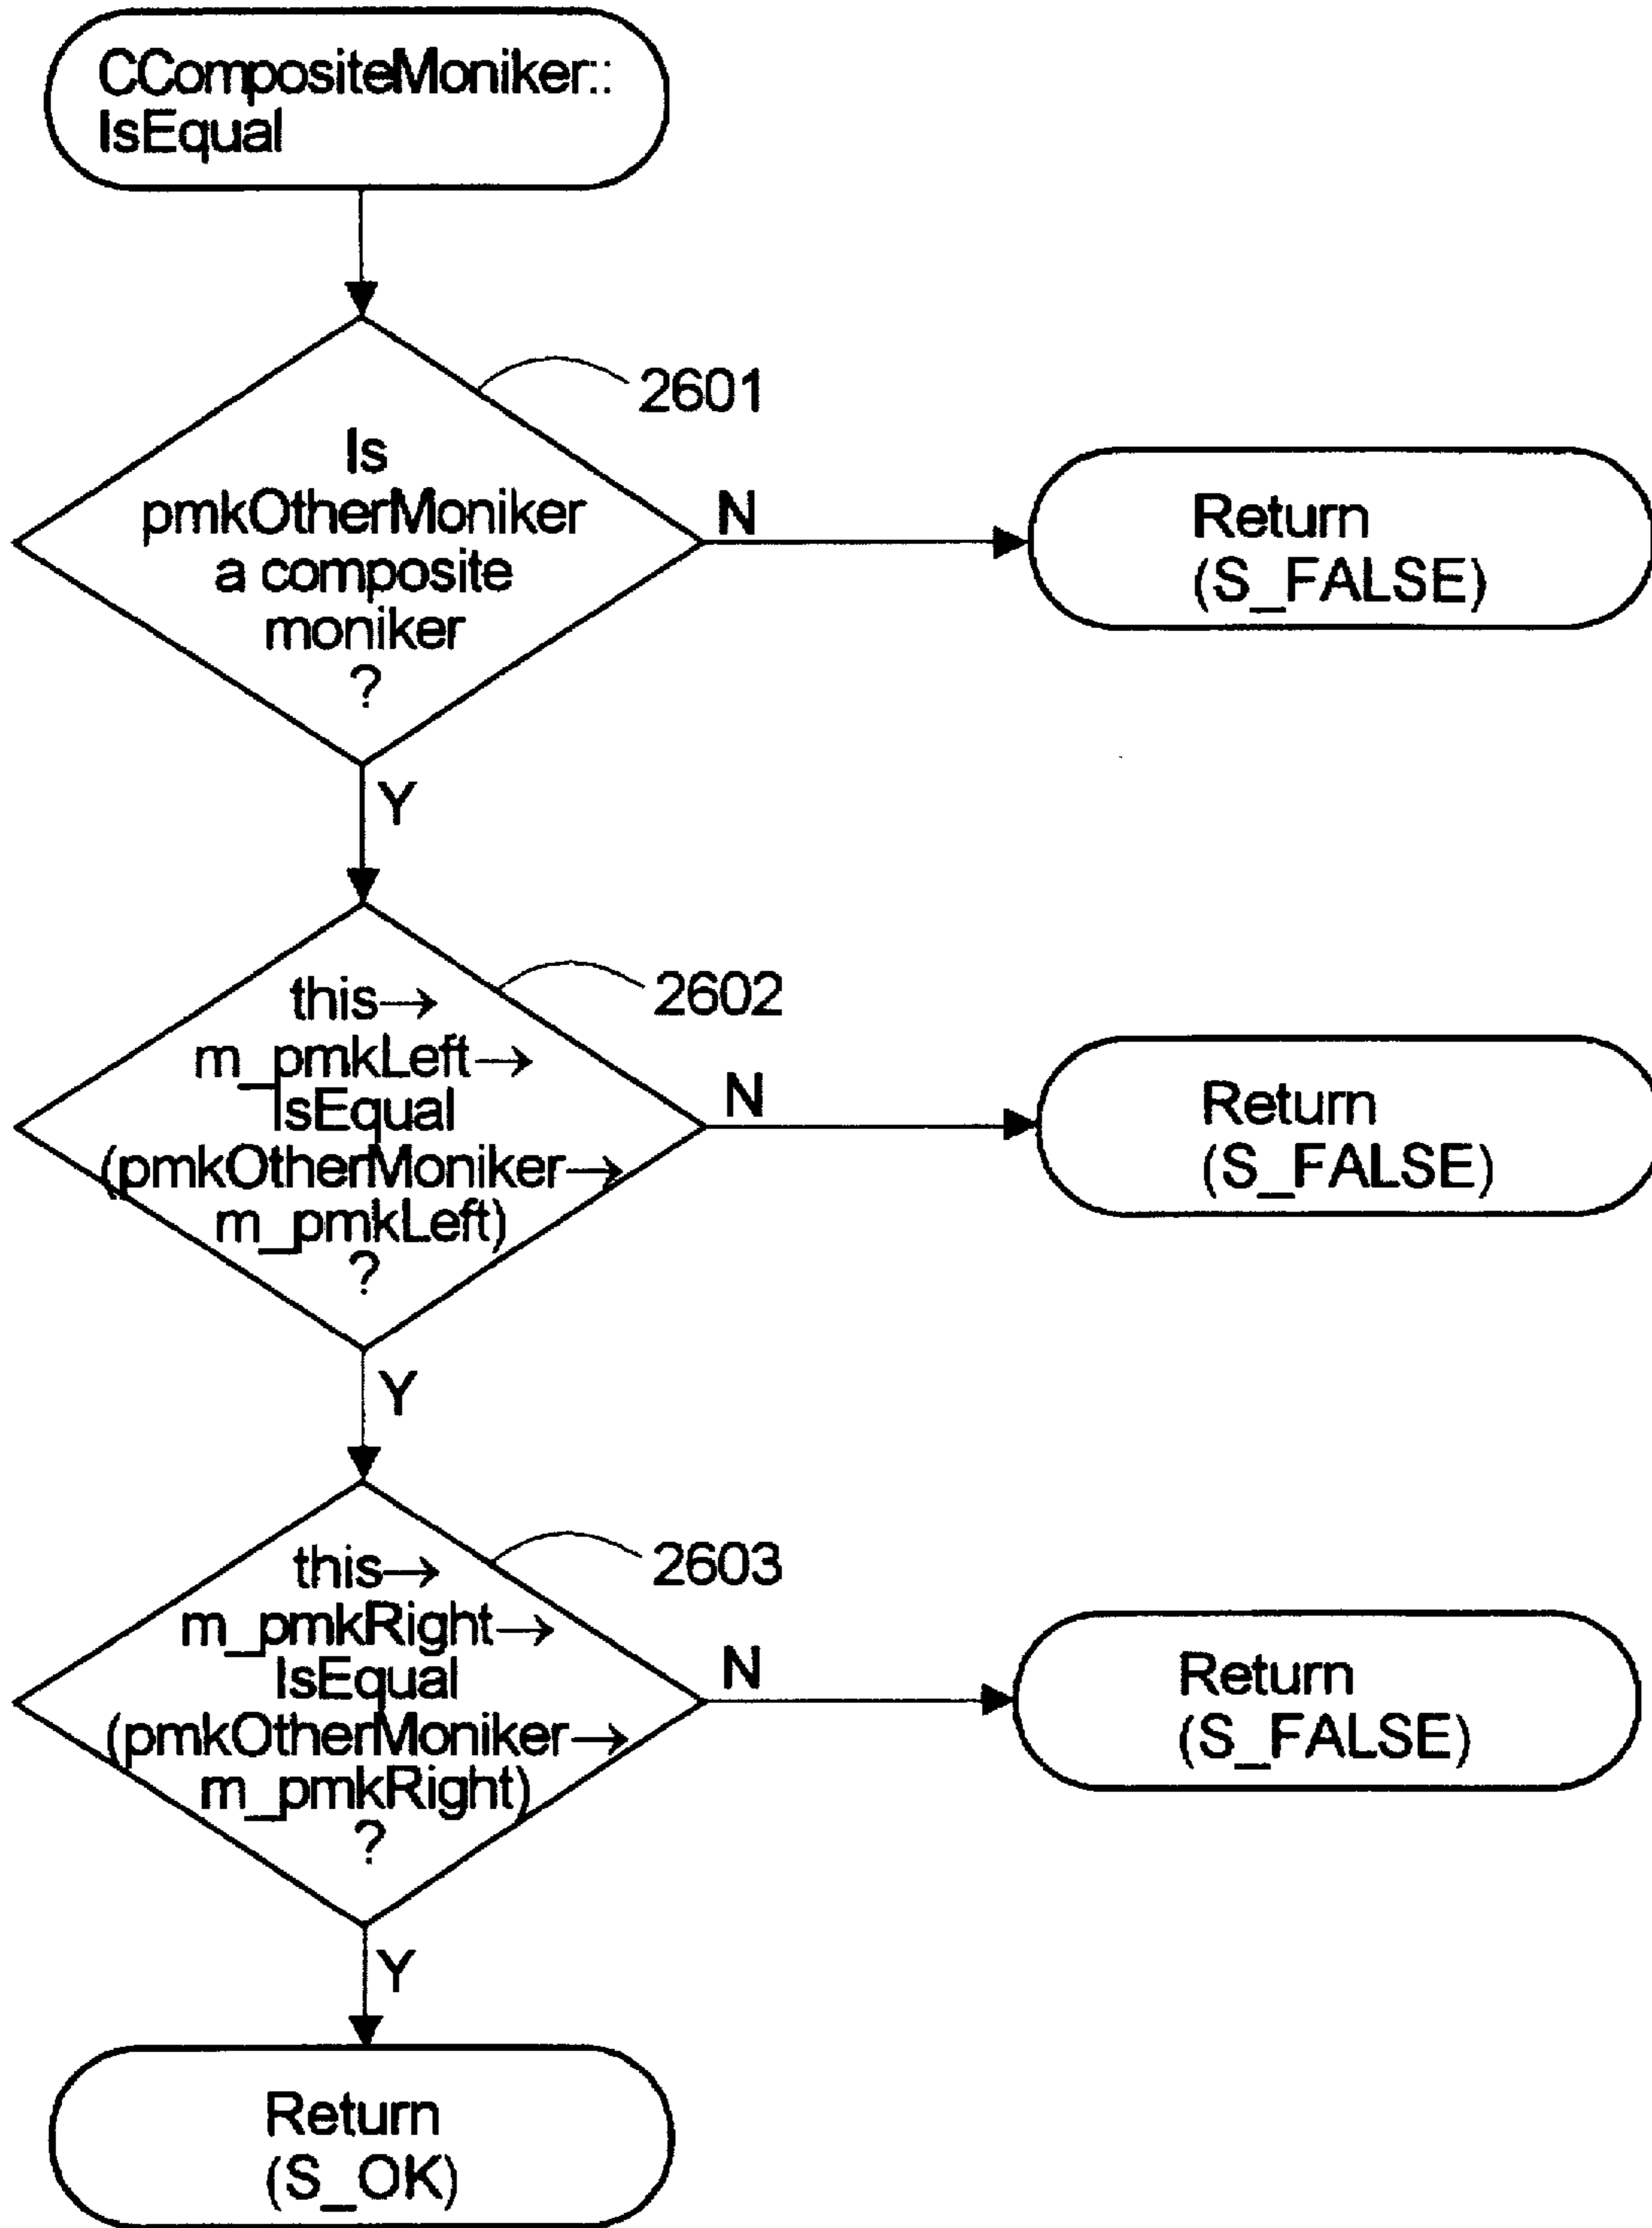 CCompositeMoniker::
IsEqual
2601
Is
pmkOtherMoniker
a composite
moniker
?
N
Return
(S_FALSE)
Y
2602
this→
m_pmkLeft→
IsEqual
(pmkOtherMoniker→
m_pmkLeft)
?
N
Return
(S_FALSE)
Y
2603
this→
m_pmkRight→
IsEqual
(pmkOtherMoniker→
m_pmkRight)
?
N
Return
(S_FALSE)
Y
Return
(S_OK)